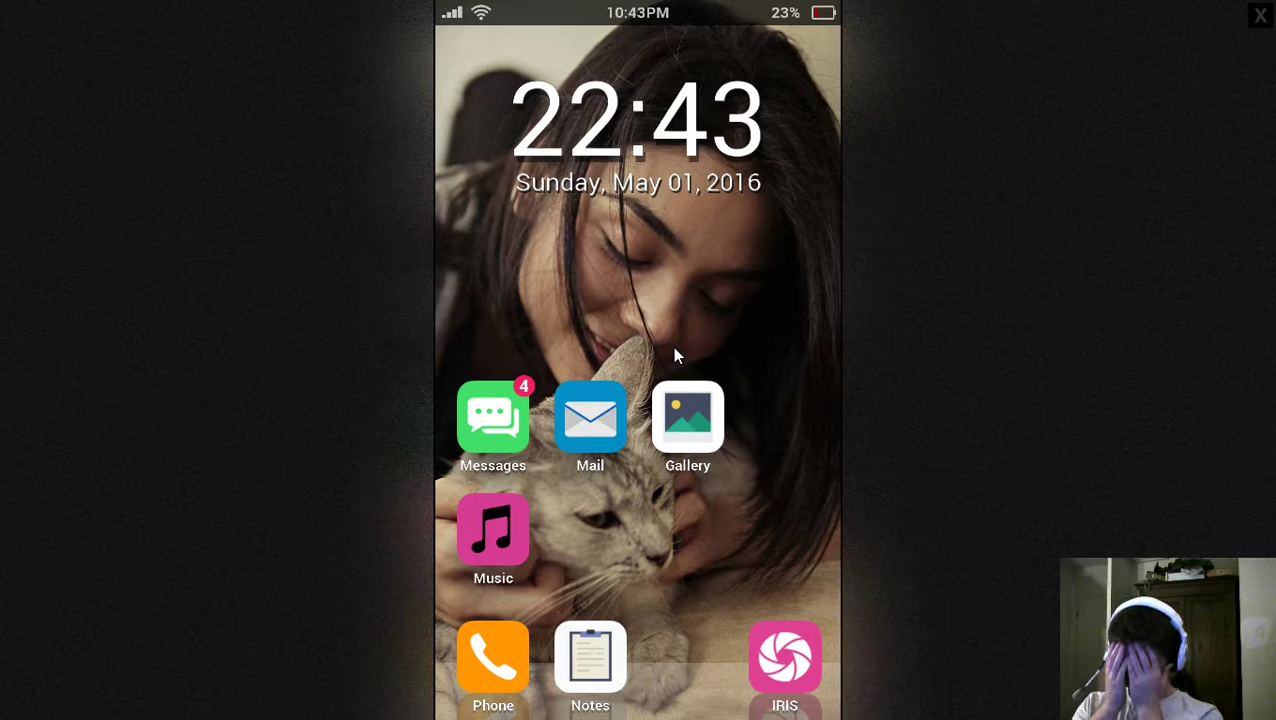 10:43PM
23%
X
22:43
Sunday, May 01, 2016
4
Messages
Mail
Gallery
Music
Phone
Notes
IRIS